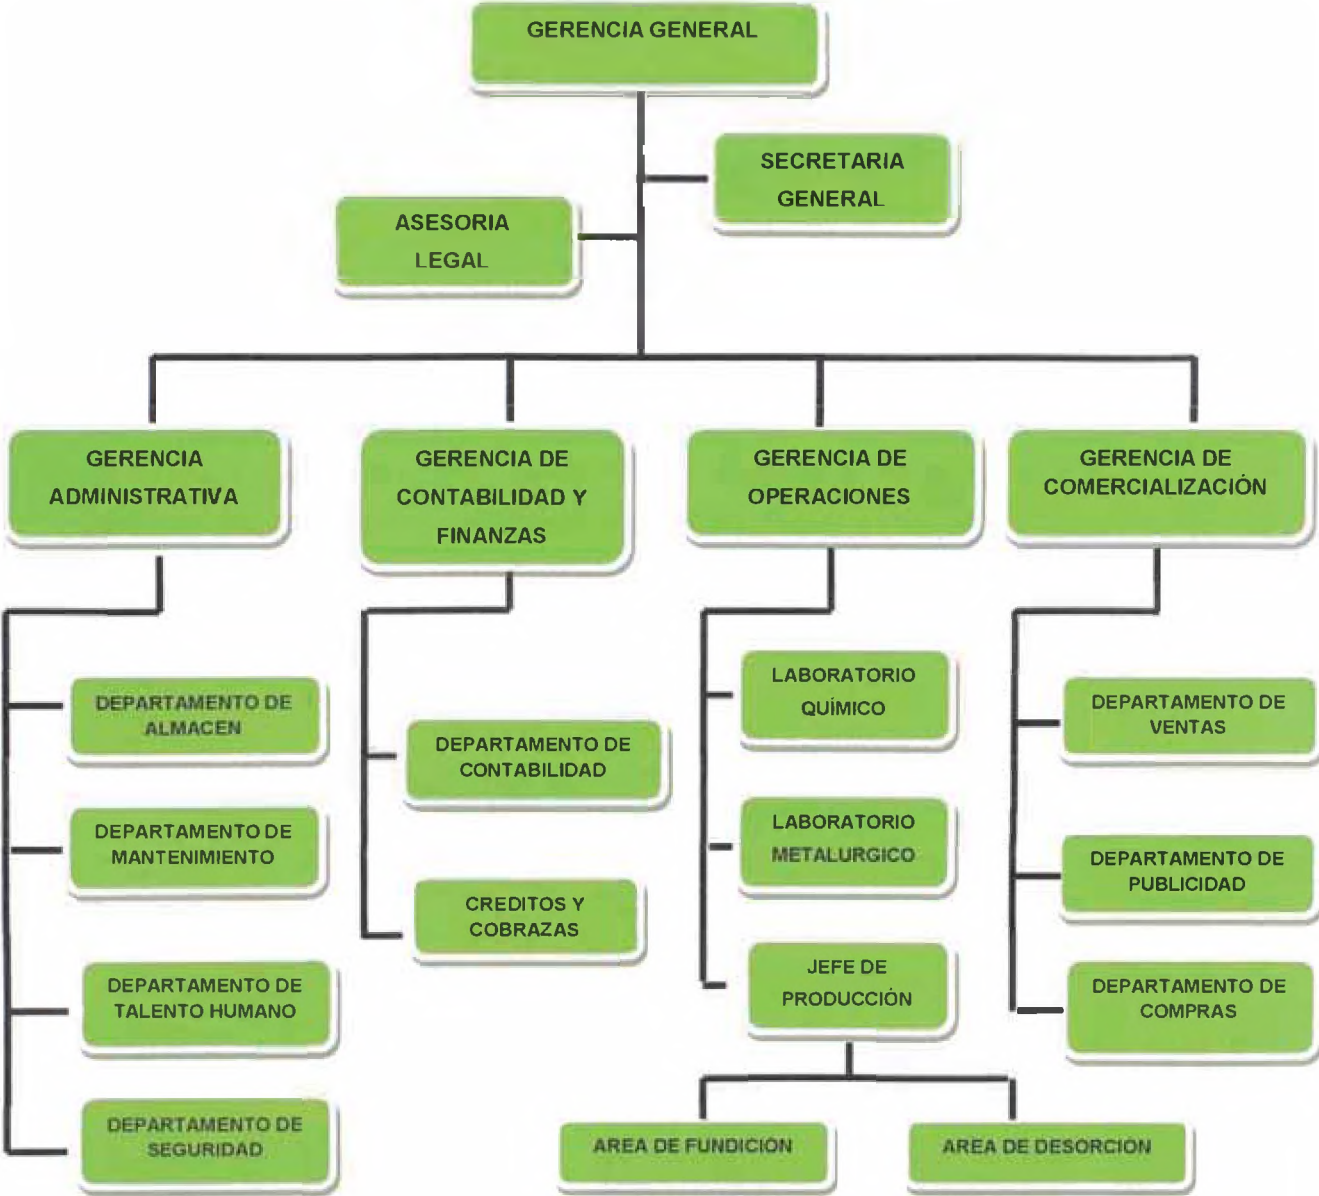 GERENCIA GENERAL
SECRETARIA
GENERAL
ASESORIA
LEGAL
GERENCIA
ADMINISTRATIVA
GERENCIA DE
CONTABILIDAD Y
FINANZAS
GERENCIA DE
OPERACIONES
GERENCIA DE
COMERCIALIZACIÓN
DEPARTAMENTO DE
ALMACEN
DEPARTAMENTO DE
MANTENIMIENTO
DEPARTAMENTO DE
TALENTO HUMANO
DEPARTAMENTO DE
SEGURIDAD
DEPARTAMENTO DE
CONTABILIDAD
CREDITOS Y
COBRAZAS
LABORATORIO
QUÍMICO
LABORATORIO
METALURGICO
JEFE DE
PRODUCCIÓN
AREA DE FUNDICIÓN
AREA DE DESORCIÓN
DEPARTAMENTO DE
VENTAS
DEPARTAMENTO DE
PUBLICIDAD
DEPARTAMENTO DE
COMPRAS